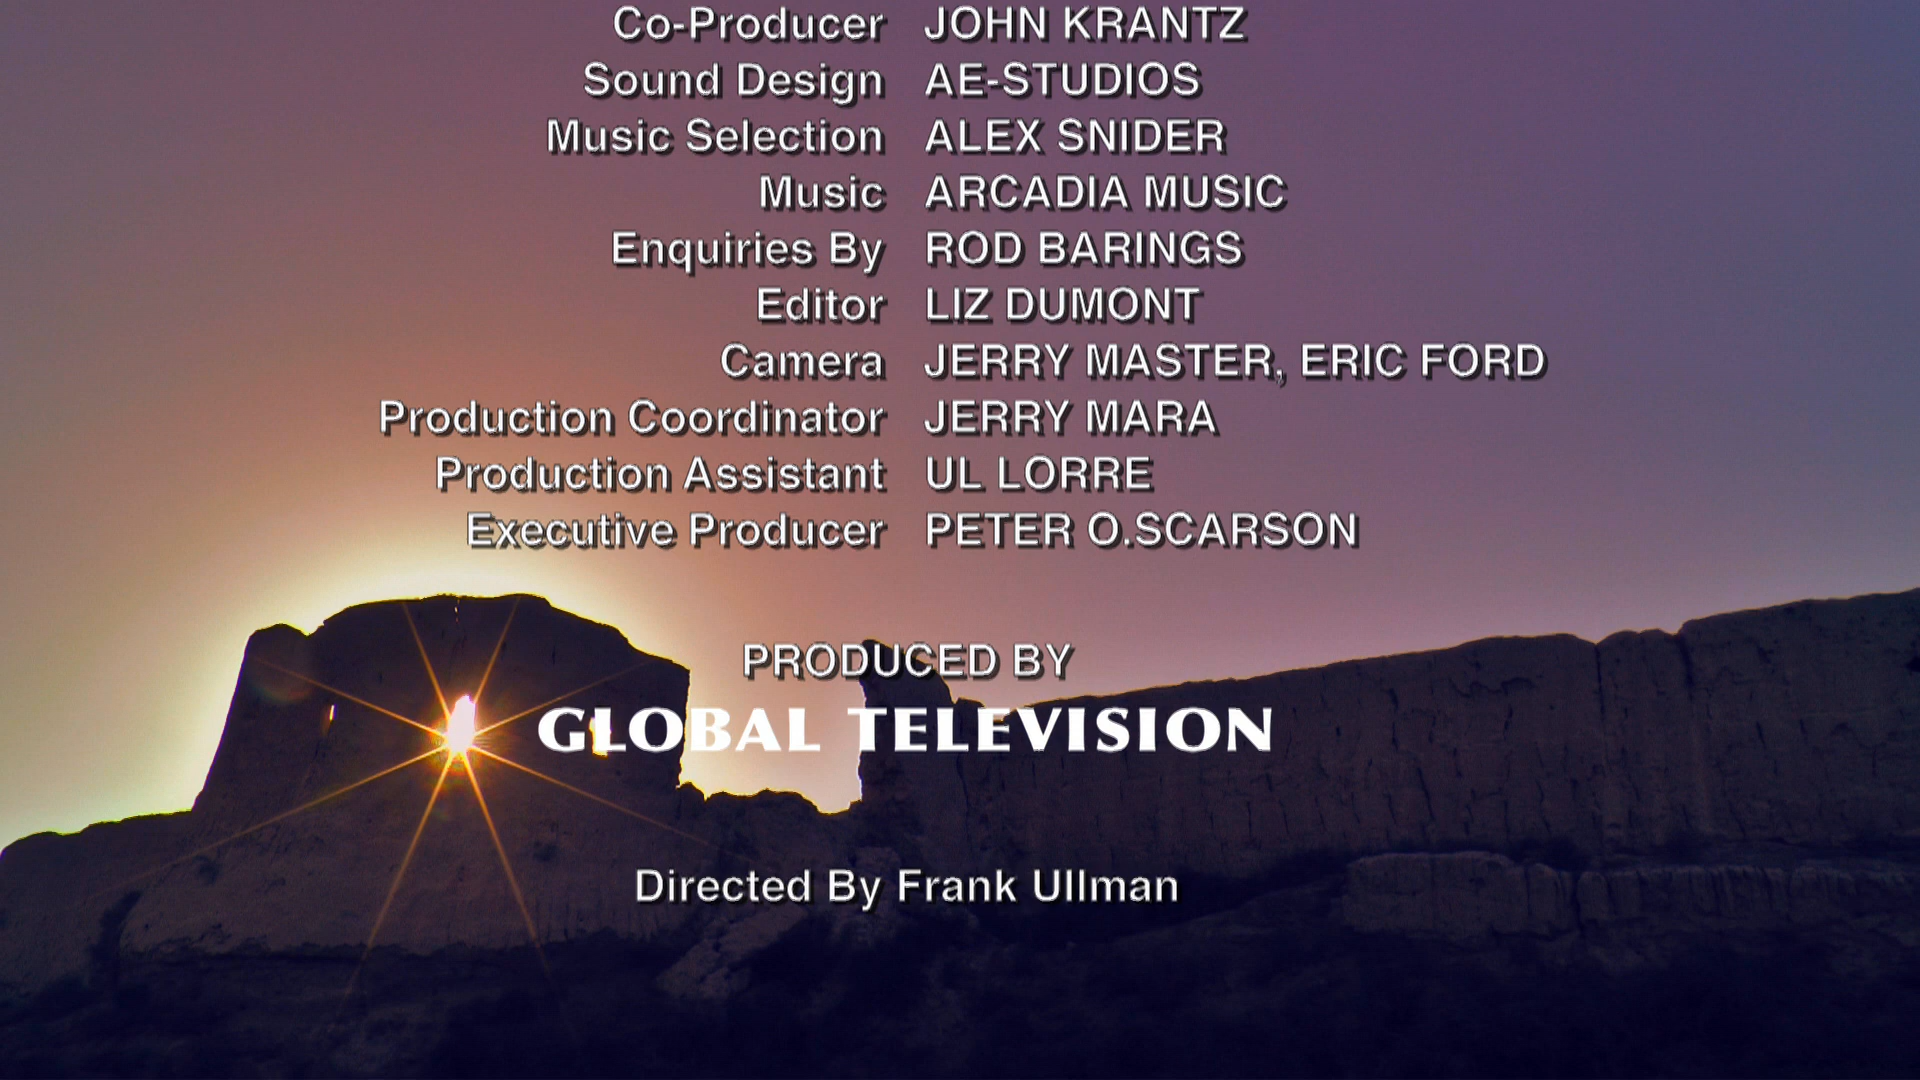 Co-Producer JOHN KRANTZ
Sound Design AE-STUDIOS
Music Selection ALEX SNIDER
Music ARCADIA MUSIC
Enquiries By ROD BARINGS
Editor LIZ DUMONT
Camera JERRY MASTER, ERIC FORD
Production Coordinator JERRY MARA
Production Assistant UL LORRE
Executive Producer PETER O.SCARSON
PRODUCED BY
GLOBAL TELEVISION
Directed By Frank Ullman